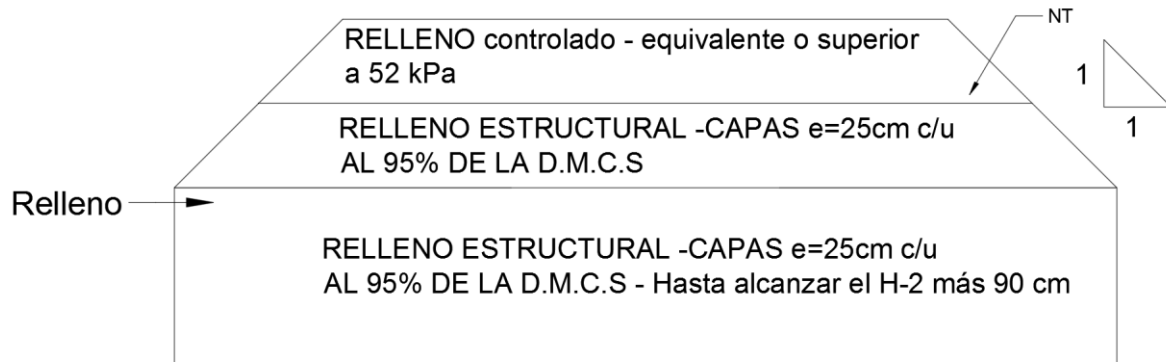 RELLENO controlado - equivalente o superior
a 52 kPa
NT
1
1
RELLENO ESTRUCTURAL -CAPAS e=25cm c/u
AL 95% DE LA D.M.C.S
Relleno
RELLENO ESTRUCTURAL -CAPAS e=25cm c/u
AL 95% DE LA D.M.C.S - Hasta alcanzar el H-2 más 90 cm